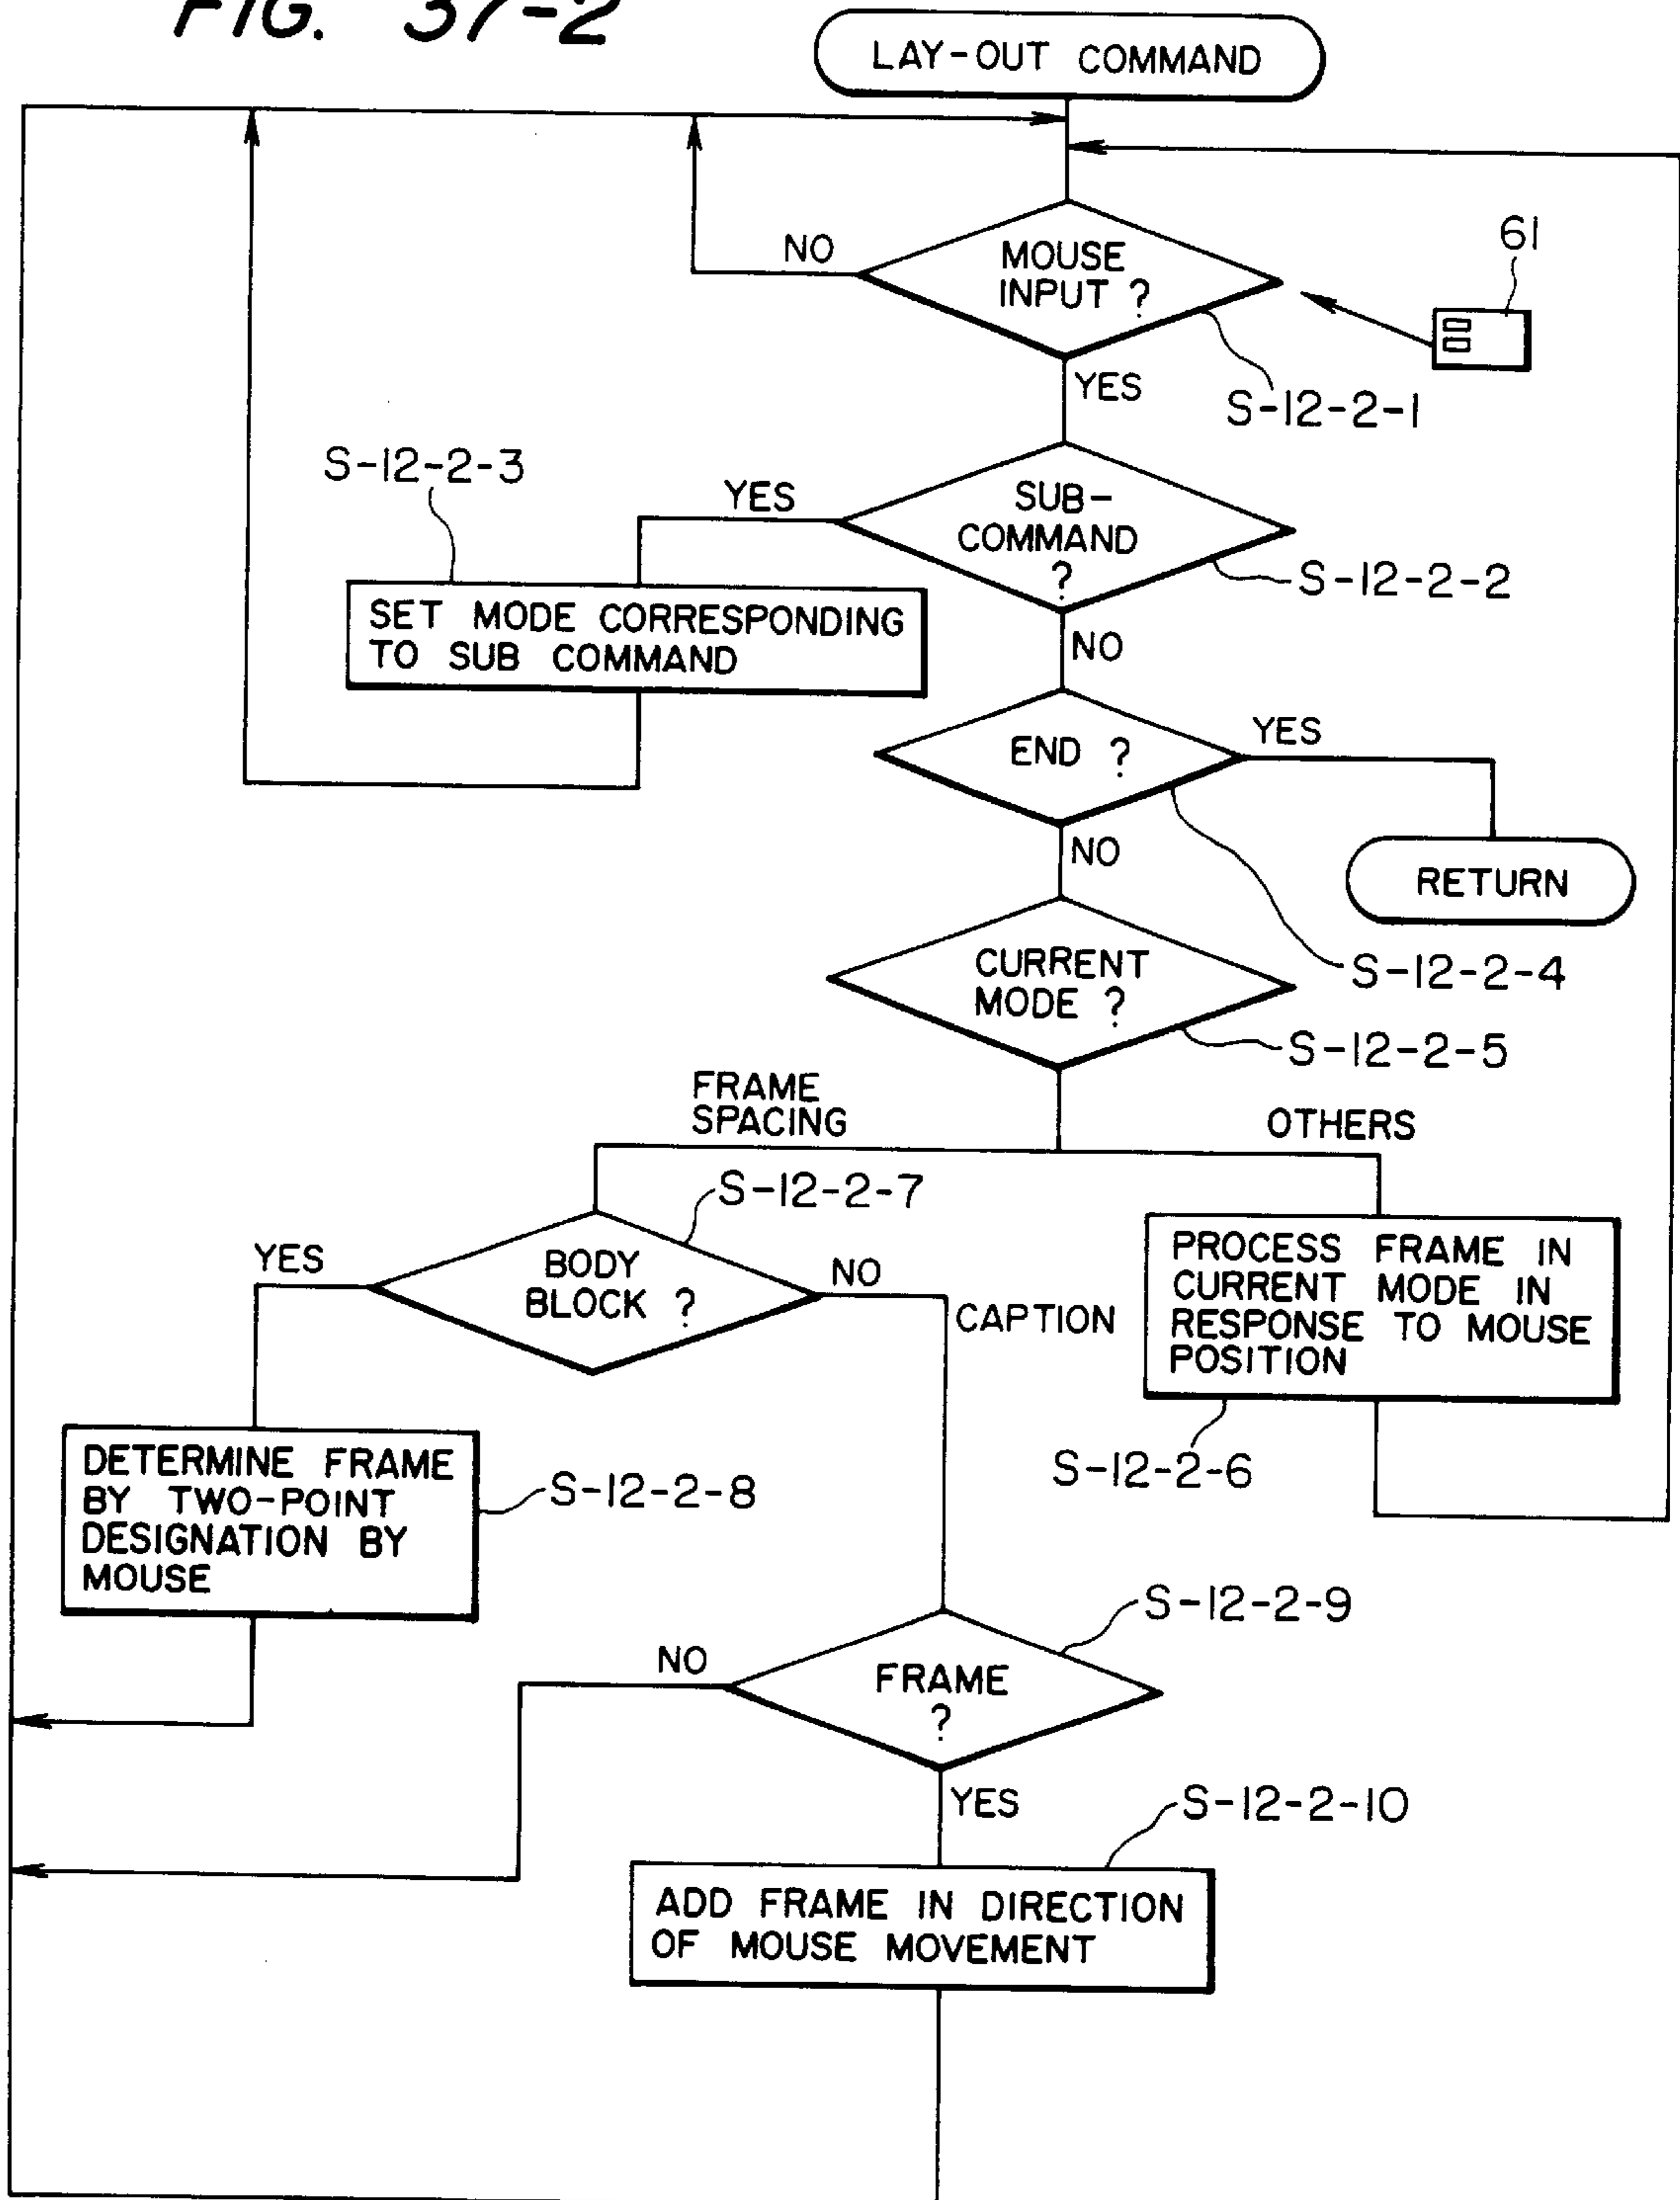 FIG. 37-2
LAY-OUT COMMAND
NO
MOUSE
INPUT ?
61
YES
S-12-2-1
S-12-2-3
YES
SUB-
COMMAND
?
S-12-2-2
SET MODE CORRESPONDING
TO SUB COMMAND
NO
END ?
YES
NO
RETURN
CURRENT
MODE ?
S-12-2-4
S-12-2-5
FRAME
SPACING
OTHERS
S-12-2-7
YES
BODY
BLOCK ?
NO
CAPTION
PROCESS FRAME IN
CURRENT MODE IN
RESPONSE TO MOUSE
POSITION
S-12-2-6
DETERMINE FRAME
BY TWO-POINT
DESIGNATION BY
MOUSE
S-12-2-8
S-12-2-9
NO
FRAME
?
YES
S-12-2-10
ADD FRAME IN DIRECTION
OF MOUSE MOVEMENT